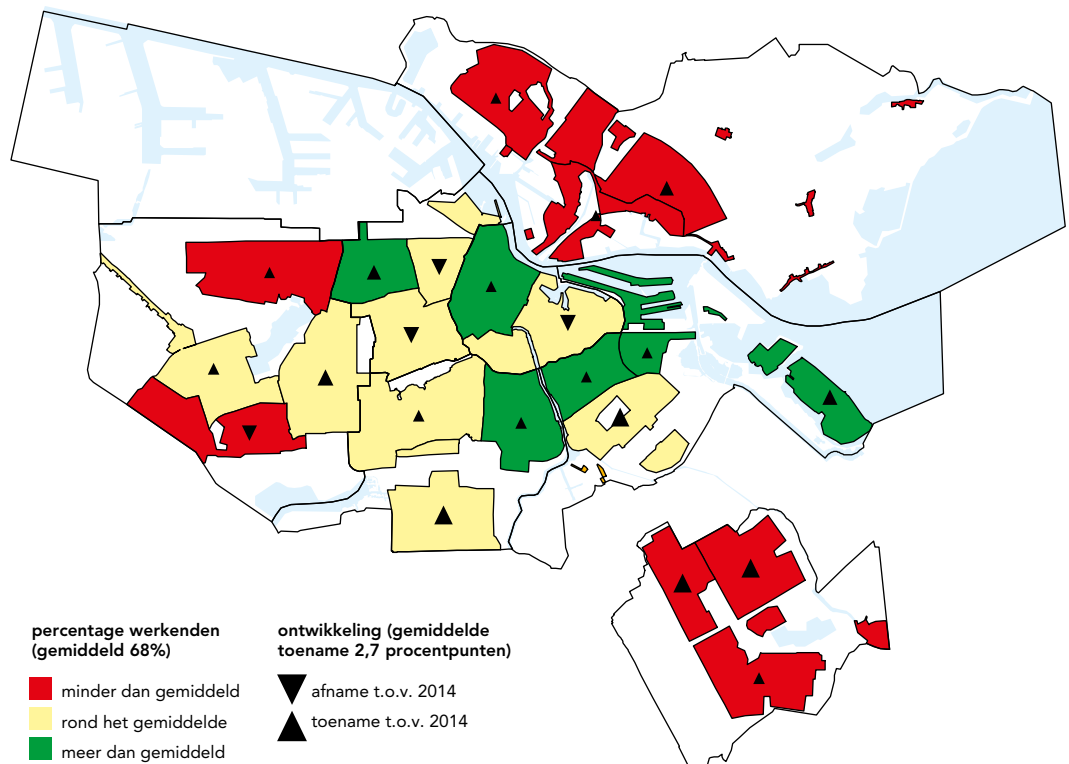 percentage werkenden
(gemiddeld 68%)
minder dan gemiddeld
rond het gemiddelde
meer dan gemiddeld
ontwikkeling (gemiddelde
toename 2,7 procentpunten)
afname t.o.v. 2014
toename t.o.v. 2014